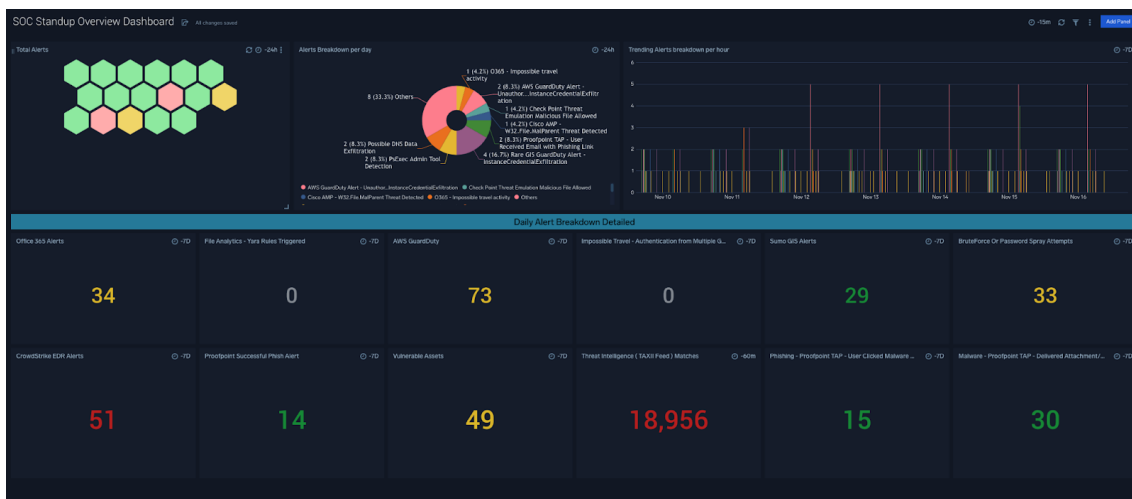 SOC Standup Overview Dashboard
All changes saved
-15m
Add Panel
Total Alerts
-24h
Alerts Breakdown per day
-24h
Trending Alerts breakdown per hour
-7D
1 (4.2%) O365 - Impossible travel
activity
2 (8.3%) AWS GuardDuty Alert -
Unauthor...InstanceCredentialExfiltr
ation
1 (4.2%) Check Point Threat
Emulation Malicious File Allowed
1 (4.2%) Cisco AMP -
W32.File.MalParent Threat Detected
2 (8.3%) Proofpoint TAP - User
Received Email with Phishing Link
4 (16.7%) Rare GIS GuardDuty Alert -
InstanceCredentialExfiltration
8 (33.3%) Others
2 (8.3%) Possible DNS Data
Exfiltration
2 (8.3%) PsExec Admin Tool
Detection
AWS GuardDuty Alert - Unauthor...InstanceCredentialExfiltration
Check Point Threat Emulation Malicious File Allowed
Cisco AMP - W32.File.MalParent Threat Detected
O365 - Impossible travel activity
Others
6
5
4
3
2
1
0
Nov 10
Nov 11
Nov 12
Nov 13
Nov 14
Nov 15
Nov 16
Daily Alert Breakdown Detailed
Office 365 Alerts
-7D
File Analytics - Yara Rules Triggered
-7D
AWS GuardDuty
-7D
Impossible Travel - Authentication from Multiple G...
-7D
Sumo GIS Alerts
-7D
BruteForce Or Password Spray Attempts
-7D
34
0
73
0
29
33
CrowdStrike EDR Alerts
-7D
Proofpoint Successful Phish Alert
-7D
Vulnerable Assets
-7D
Threat Intelligence ( TAXII Feed ) Matches
-60m
Phishing - Proofpoint TAP - User Clicked Malware ...
-7D
Malware - Proofpoint TAP - Delivered Attachment/...
-7D
51
14
49
18,956
15
30